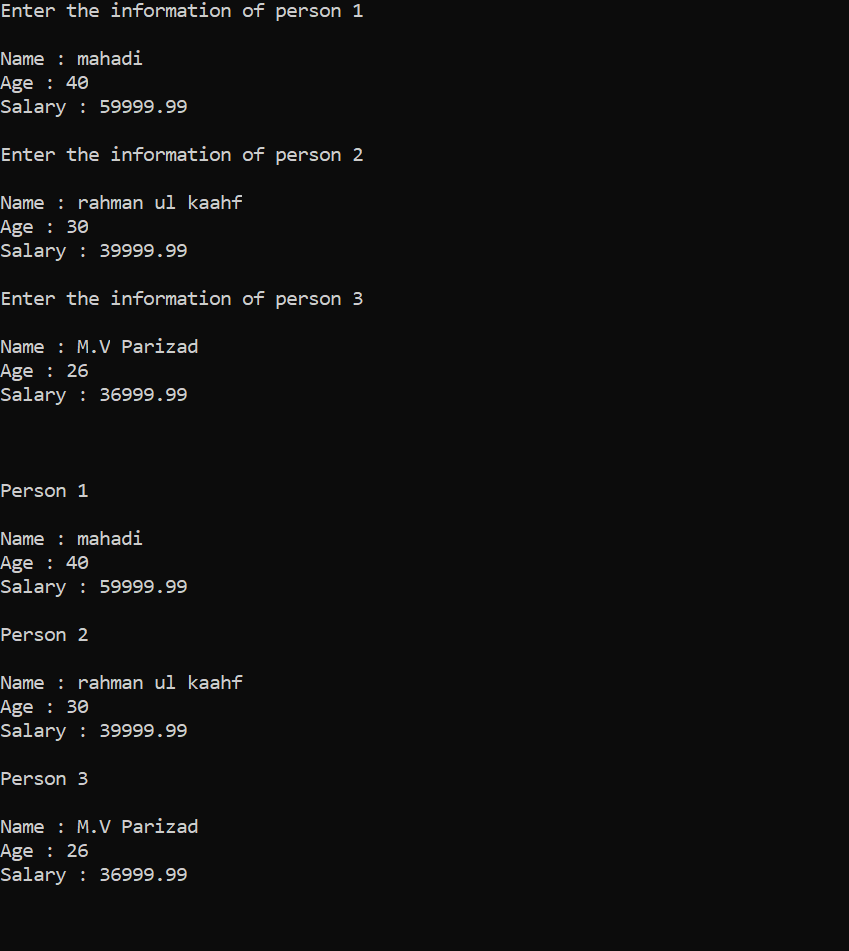 Enter the information of person 1
Name : mahadi
Age : 40
Salary : 59999.99
Enter the information of person 2
Name : rahman ul kaahf
Age : 30
Salary : 39999.99
Enter the information of person 3
Name : M.V Parizad
Age : 26
Salary : 36999.99
Person 1
Name : mahadi
Age : 40
Salary : 59999.99
Person 2
Name : rahman ul kaahf
Age : 30
Salary : 39999.99
Person 3
Name : M.V Parizad
Age : 26
Salary : 36999.99